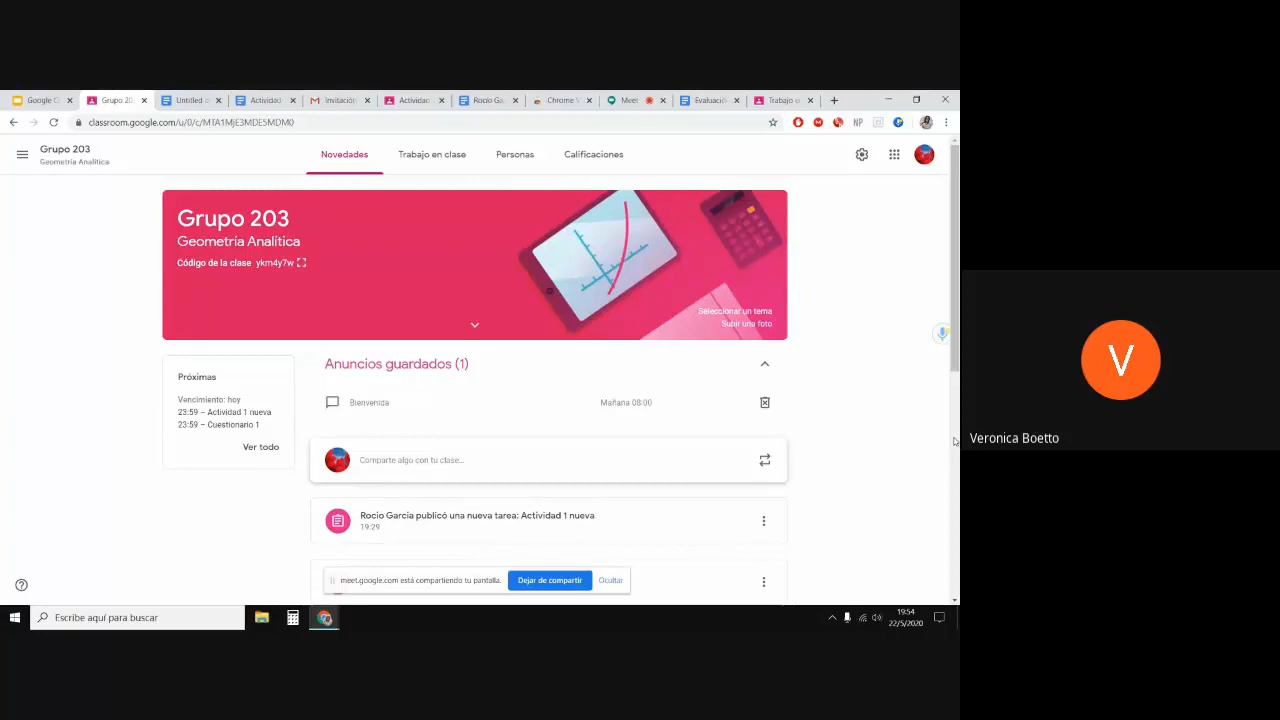 Google C
Grupo 20
Untitled d
Actividad
Invitación
Actividad
Rocío Gar
Chrome V
Meet
Evaluació
Trabajo e
classroom.google.com/u/0/c/MTA1MjE3MDE5MDM0
NP
Grupo 203
Geometría Analítica
Novedades
Trabajo en clase
Personas
Calificaciones
Grupo 203
Geometría Analítica
Código de la clase ykm4y7w
Seleccionar un tema
Subir una foto
Próximas
Vencimiento: hoy
23:59 – Actividad 1 nueva
23:59 – Cuestionario 1
Ver todo
Anuncios guardados (1)
Bienvenida
Mañana 08:00
Comparte algo con tu clase…
Rocío García publicó una nueva tarea: Actividad 1 nueva
19:29
meet.google.com está compartiendo tu pantalla.
Dejar de compartir
Ocultar
Escribe aquí para buscar
19:54
22/5/2020
V
Veronica Boetto